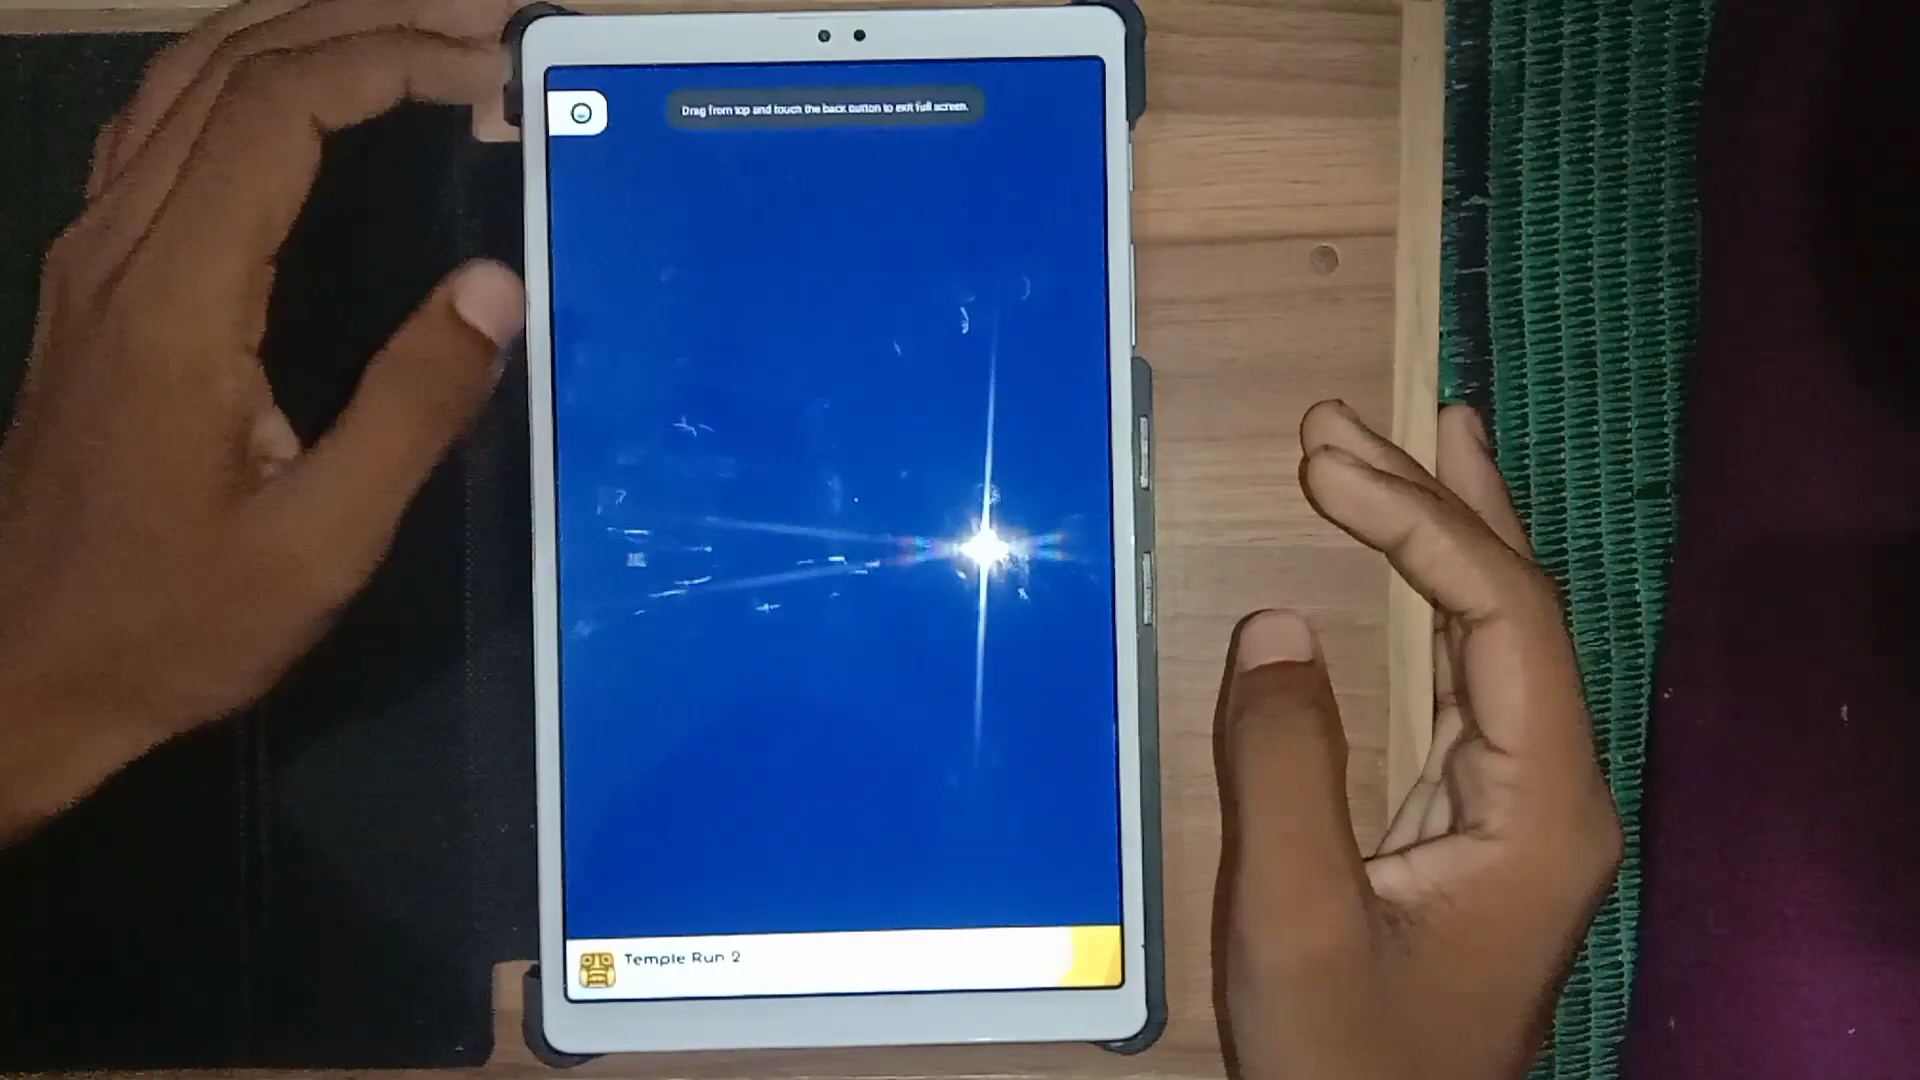 Drag from top and touch the back button to exit full screen.
Temple Run 2